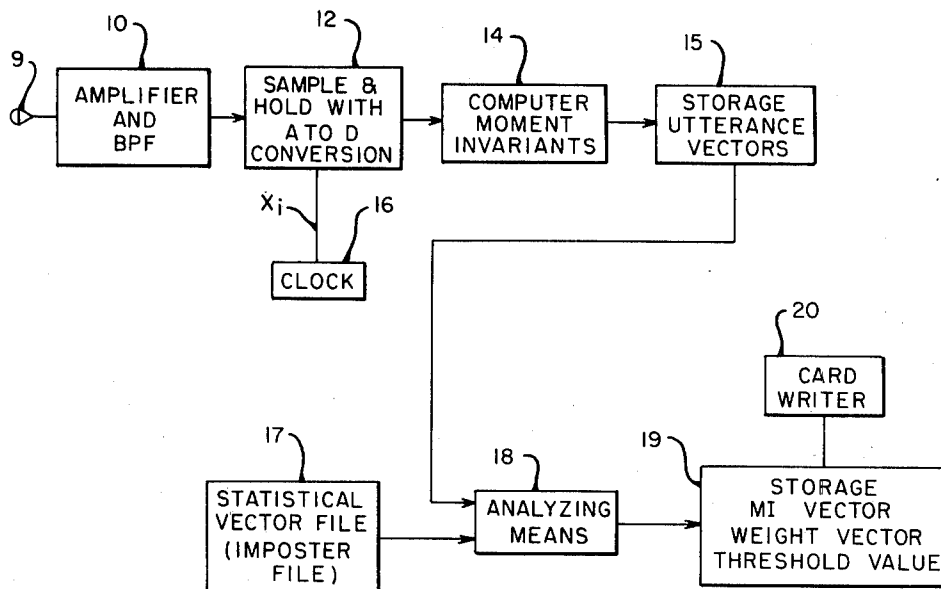 9
10
AMPLIFIER
AND
BPF
12
SAMPLE &
HOLD WITH
A TO D
CONVERSION
14
COMPUTER
MOMENT
INVARIANTS
15
STORAGE
UTTERANCE
VECTORS
Xi
16
CLOCK
20
CARD
WRITER
17
STATISTICAL
VECTOR FILE
(IMPOSTER
FILE)
18
ANALYZING
MEANS
19
STORAGE
MI VECTOR
WEIGHT VECTOR
THRESHOLD VALUE